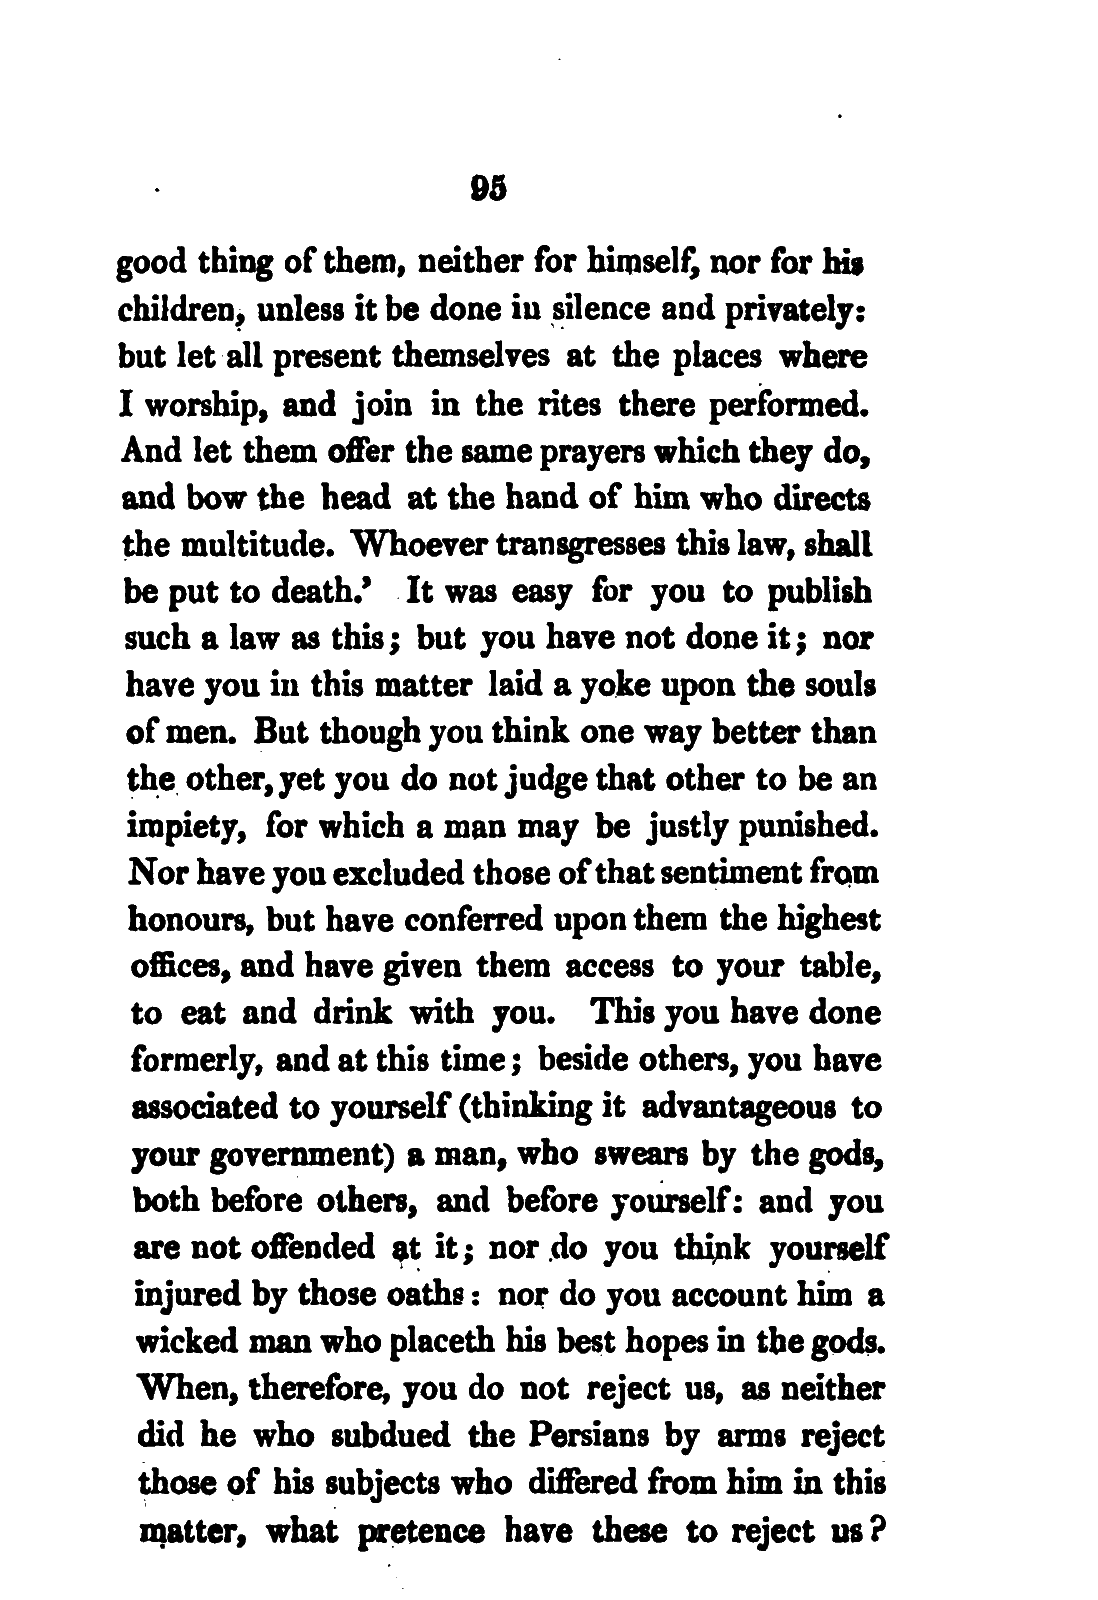 95
good thing of them, neither for himself, nor for his
children, unless it be done in silence and privately:
but let all present themselves at the places where
I worship, and join in the rites there performed.
And let them offer the same prayers which they do,
and bow the head at the hand of him who directs
the multitude. Whoever transgresses this law, shall
be put to death.’ It was easy for you to publish
such a law as this; but you have not done it; nor
have you in this matter laid a yoke upon the souls
of men. But though you think one way better than
the other, yet you do not judge that other to be an
impiety, for which a man may be justly punished.
Nor have you excluded those of that sentiment from
honours, but have conferred upon them the highest
offices, and have given them access to your table,
to eat and drink with you. This you have done
formerly, and at this time; beside others, you have
associated to yourself (thinking it advantageous to
your government) a man, who swears by the gods,
both before others, and before yourself: and you
are not offended at it; nor do you think yourself
injured by those oaths: nor do you account him a
wicked man who placeth his best hopes in the gods.
When, therefore, you do not reject us, as neither
did he who subdued the Persians by arms reject
those of his subjects who differed from him in this
matter, what pretence have these to reject us?